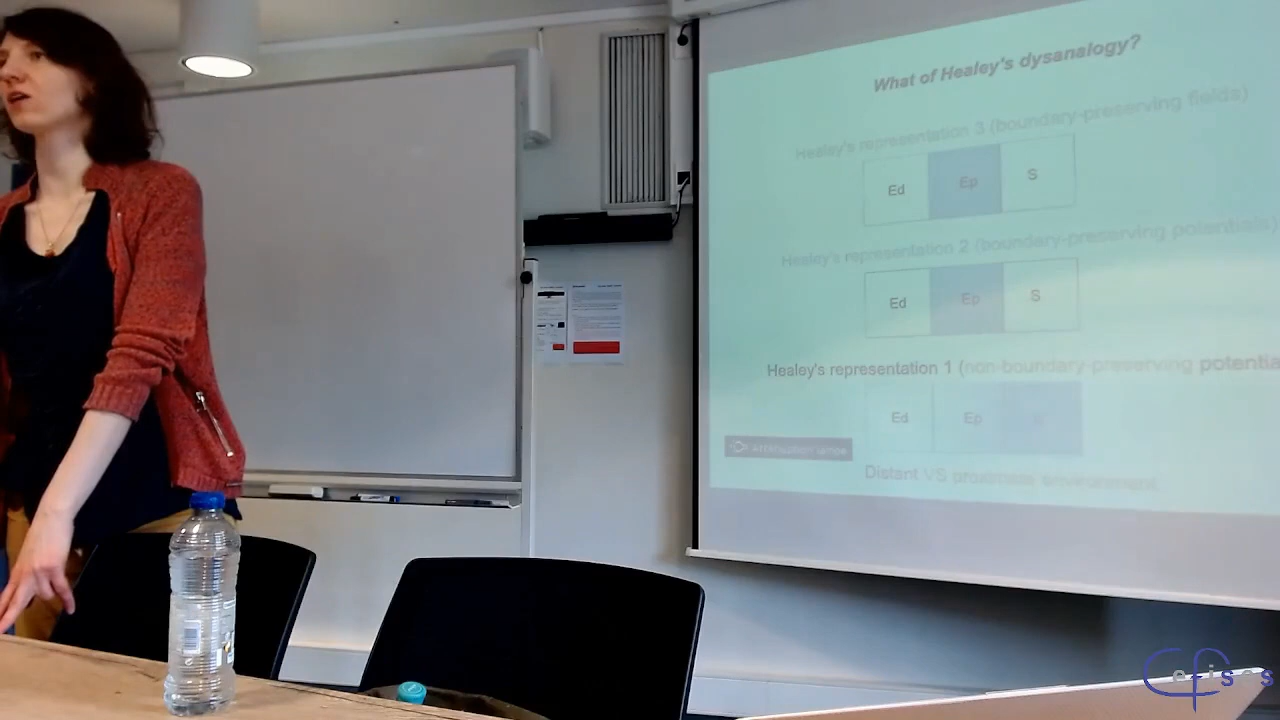 What of Healey's dysanalogy?
Healey's representation 3 (boundary-preserving fields)
Ed Ep S
Healey's representation 2 (boundary-preserving potentials)
Ed Ep S
Healey's representation 1 (non-boundary-preserving potentia
Ed Ep
Distant VS proximate environment
Cefises